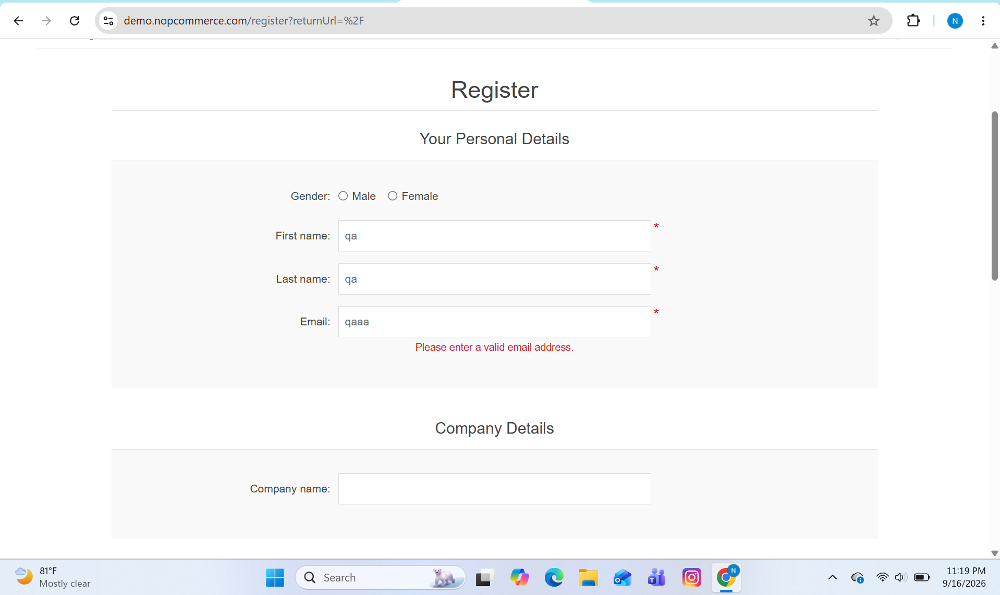 demo.nopcommerce.com/register?returnUrl=%2F
N
Register
Your Personal Details
Gender: Male Female
First name: qa *
Last name: qa *
Email: qaaa *
Please enter a valid email address.
Company Details
Company name:
81°F
Mostly clear
Search
N
11:19 PM
9/16/2026